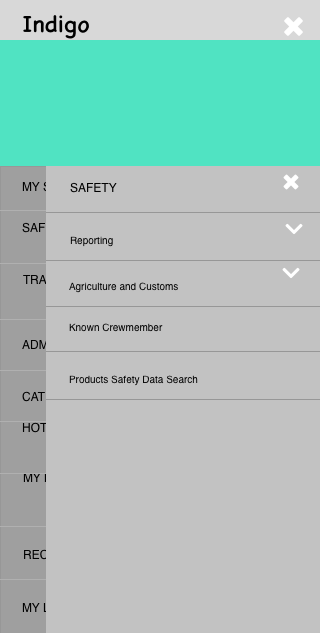 Indigo
MY
SAFETY
SAF
Reporting
TRA
Agriculture and Customs
Known Crewmember
ADM
Products Safety Data Search
CAT
HOT
MY
REC
MY L